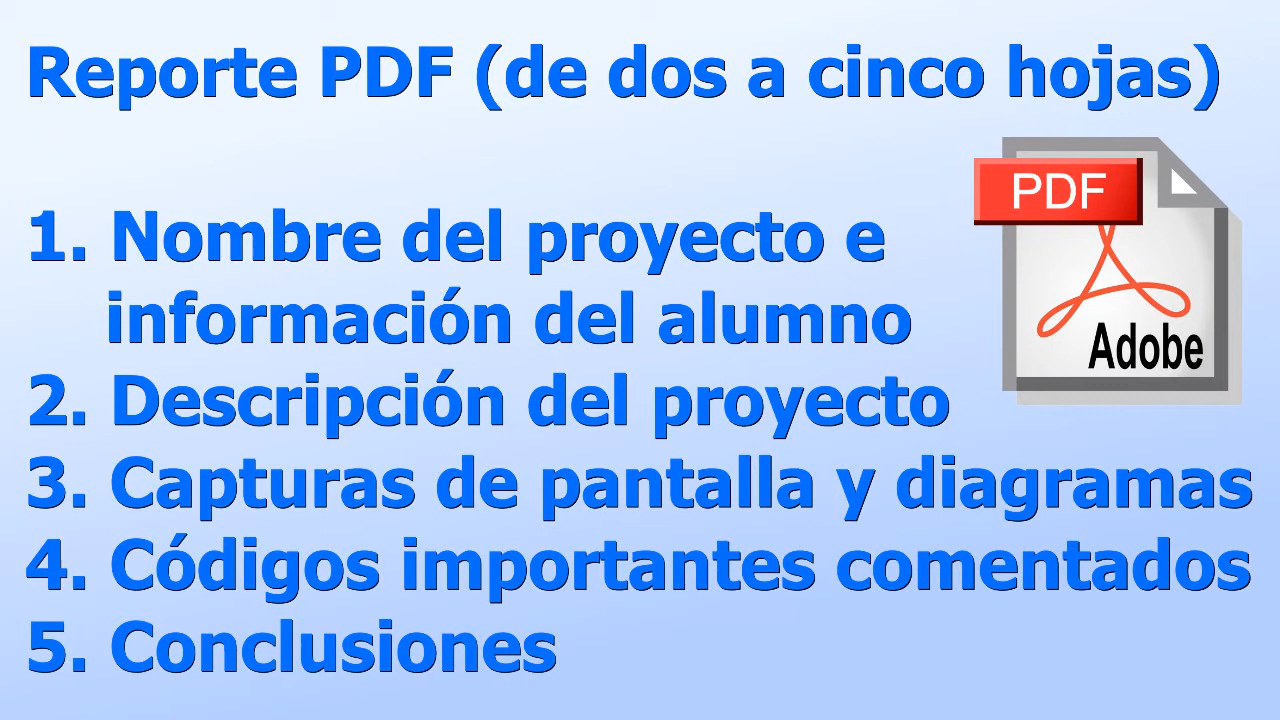 Reporte PDF (de dos a cinco hojas)
PDF
Adobe
1. Nombre del proyecto e
información del alumno
2. Descripción del proyecto
3. Capturas de pantalla y diagramas
4. Códigos importantes comentados
5. Conclusiones